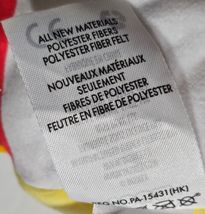 ALL NEW MATERIALS
POLYESTER FIBERS
POLYESTER FIBER FELT
NOUVEAUX MATÉRIAUX
SEULEMENT
FIBRES DE POLYESTER
FEUTRE EN FIBRE DE POLYESTER
REG NO.PA-15431(HK)